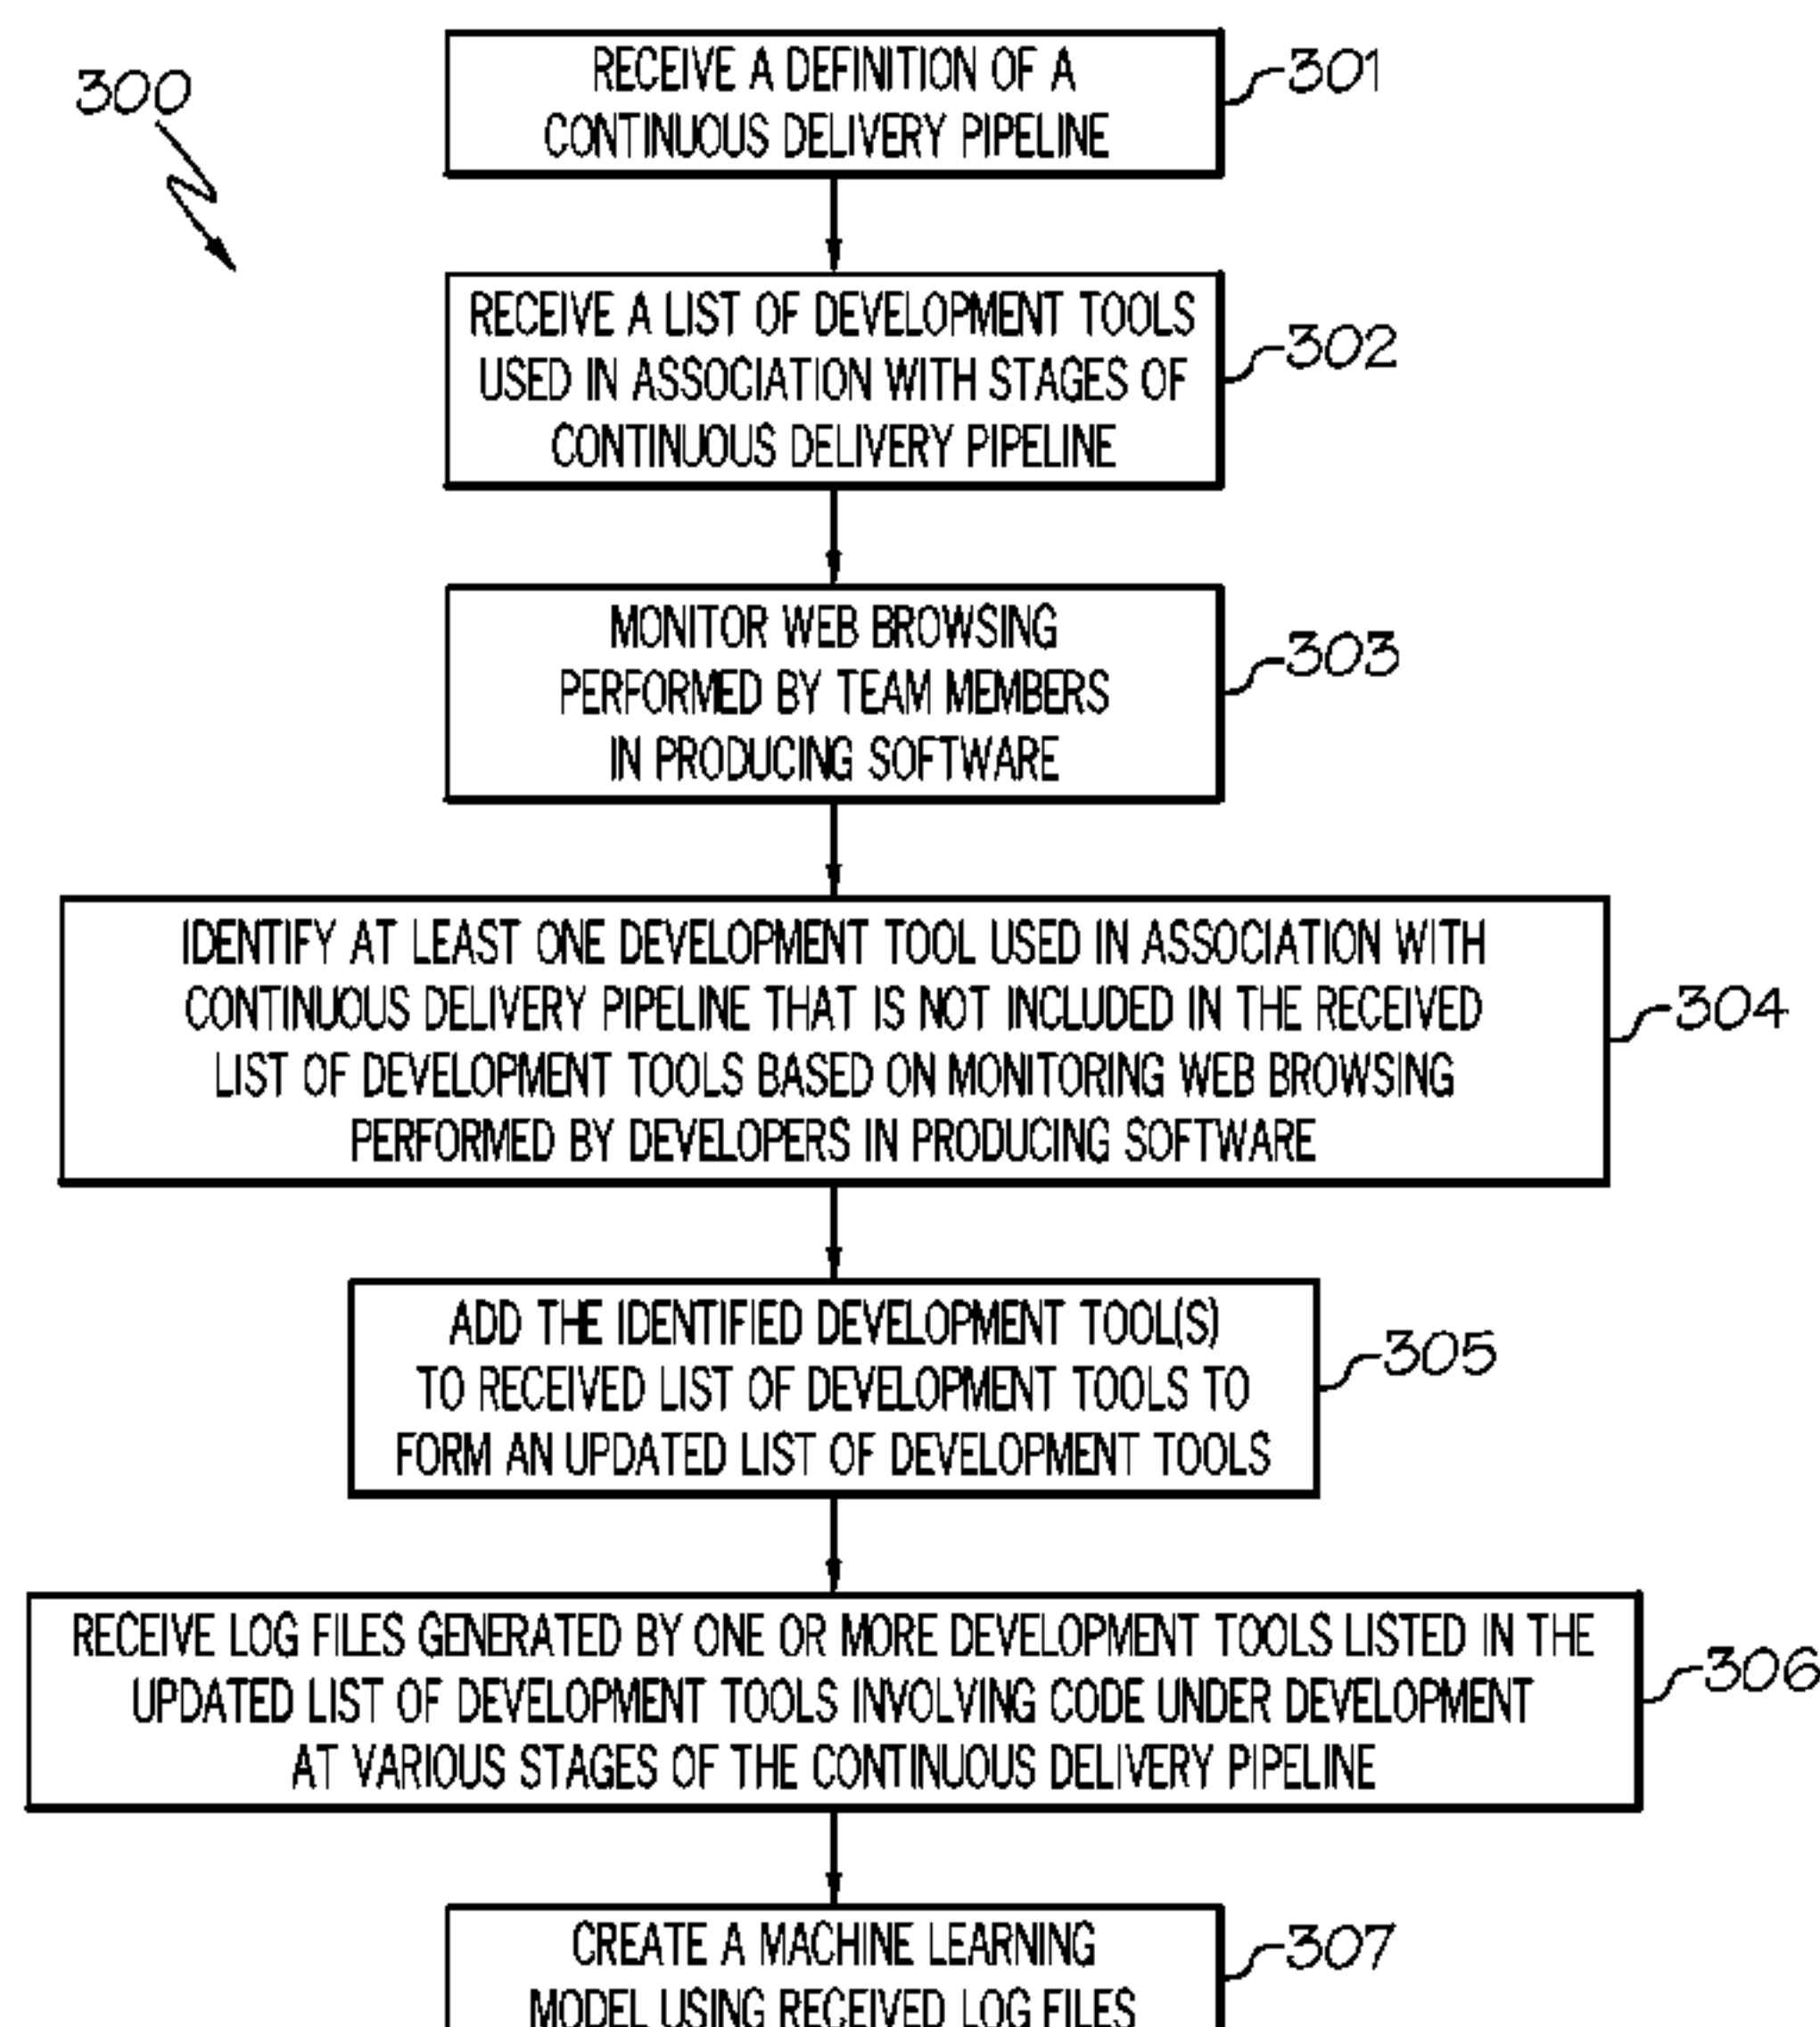 300
RECEIVE A DEFINITION OF A
CONTINUOUS DELIVERY PIPELINE
301
RECEIVE A LIST OF DEVELOPMENT TOOLS
USED IN ASSOCIATION WITH STAGES OF
CONTINUOUS DELIVERY PIPELINE
302
MONITOR WEB BROWSING
PERFORMED BY TEAM MEMBERS
IN PRODUCING SOFTWARE
303
IDENTIFY AT LEAST ONE DEVELOPMENT TOOL USED IN ASSOCIATION WITH
CONTINUOUS DELIVERY PIPELINE THAT IS NOT INCLUDED IN THE RECEIVED
LIST OF DEVELOPMENT TOOLS BASED ON MONITORING WEB BROWSING
PERFORMED BY DEVELOPERS IN PRODUCING SOFTWARE
304
ADD THE IDENTIFIED DEVELOPMENT TOOL(S)
TO RECEIVED LIST OF DEVELOPMENT TOOLS TO
FORM AN UPDATED LIST OF DEVELOPMENT TOOLS
305
RECEIVE LOG FILES GENERATED BY ONE OR MORE DEVELOPMENT TOOLS LISTED IN THE
UPDATED LIST OF DEVELOPMENT TOOLS INVOLVING CODE UNDER DEVELOPMENT
AT VARIOUS STAGES OF THE CONTINUOUS DELIVERY PIPELINE
306
CREATE A MACHINE LEARNING
MODEL USING RECEIVED LOG FILES
307